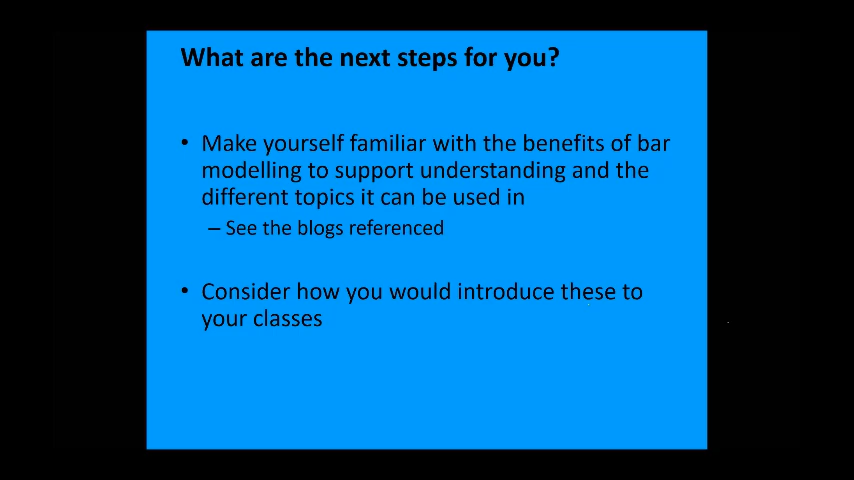 What are the next steps for you?
• Make yourself familiar with the benefits of bar
modelling to support understanding and the
different topics it can be used in
– See the blogs referenced
• Consider how you would introduce these to
your classes